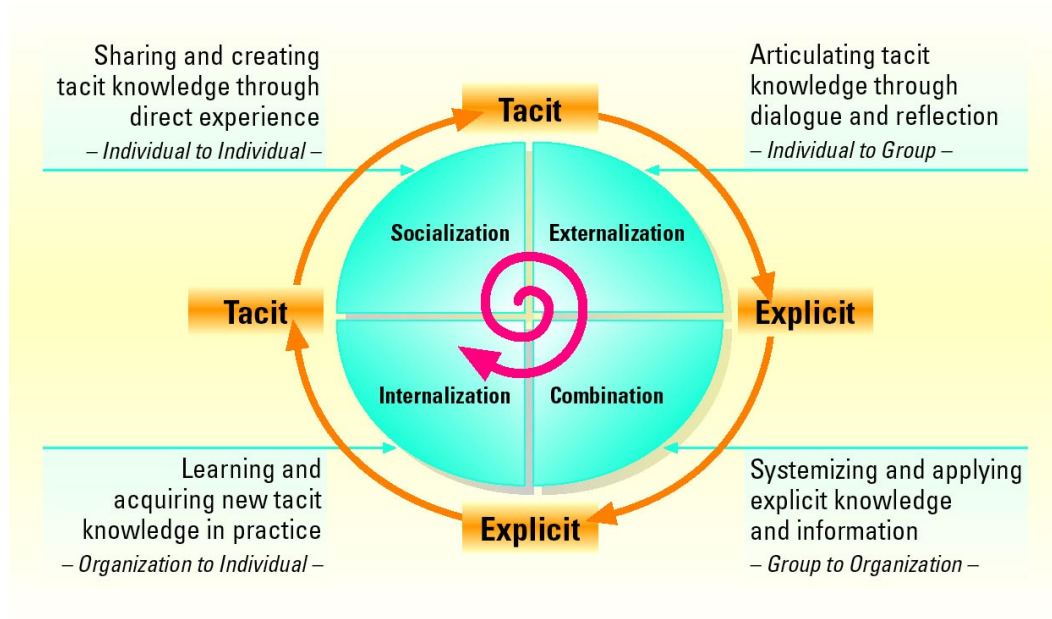 Sharing and creating
tacit knowledge through
direct experience
– Individual to Individual –
Articulating tacit
knowledge through
dialogue and reflection
– Individual to Group –
Tacit
Socialization
Externalization
Tacit
Explicit
Internalization
Combination
Explicit
Learning and
acquiring new tacit
knowledge in practice
– Organization to Individual –
Systemizing and applying
explicit knowledge
and information
– Group to Organization –